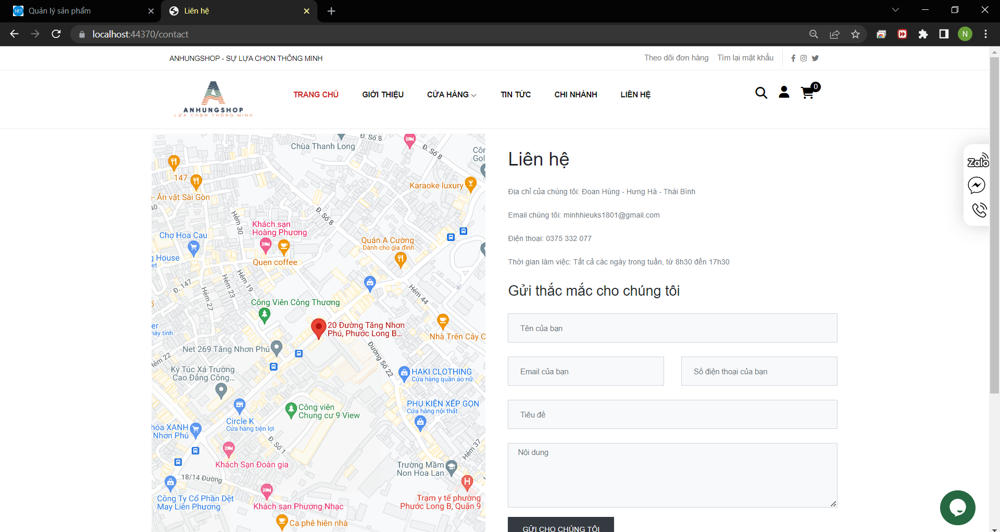 Quản lý sản phẩm
Liên hệ
localhost:44370/contact
N
ANHUNGSHOP - SỰ LỰA CHỌN THÔNG MINH
Theo dõi đơn hàng
Tìm lại mật khẩu
ANHUNGSHOP
LỰA CHỌN THÔNG MINH
TRANG CHỦ
GIỚI THIỆU
CỬA HÀNG
TIN TỨC
CHI NHÁNH
LIÊN HỆ
0
Chùa Thanh Long
Đ. Số 8
Đ. Số 8
Côn
Gol
147
- Ăn vặt Sài Gòn
40
Karaoke luxury
Hẻm 30
Đ. Số 8
Khách sạn
Hoàng Phương
Chợ Hoa Cau
Quán A Cường
Dành cho gia đình
g House
et
Quen coffee
Đ. 147
Hẻm 19
Hẻm 23
Hẻm 27
Hẻm 44
Công Viên Công Thương
20 Đường Tăng Nhơn
Phú, Phước Long B...
er
náy tính
Nhà Trên Cây C
Net 269 Tăng Nhơn Phú
Hẻm 22
Đường Số 22
Ký Túc Xá Trường
Cao Đẳng Công...
HAKI CLOTHING
Cửa hàng quần áo nữ
Công viên
Chung cư 9 View
PHỤ KIỆN XẾP GỌN
Cửa hàng nội thất
Circle K
Cửa hàng tiện lợi
hóa XANH
Nhơn Phú
Đ. Số 1
Hẻm 37
Khách Sạn Đoàn gia
Trường Mầm
Non Hoa Lan
18/14 Đường
H
Công Ty Cổ Phần Dệt
May Liên Phương
Khách sạn Phương Nhạc
Trạm y tế phường
Phước Long B, Quận 9
Ca phê hiên nhà
Liên hệ
Địa chỉ của chúng tôi: Đoan Hùng - Hưng Hà - Thái Bình
Email chúng tôi: minhhieuks1801@gmail.com
Điện thoại: 0375 332 077
Thời gian làm việc: Tất cả các ngày trong tuần, từ 8h30 đến 17h30
Gửi thắc mắc cho chúng tôi
Tên của bạn
Email của bạn
Số điện thoại của bạn
Tiêu đề
Nội dung
GỬI CHO CHÚNG TÔI
Zalo